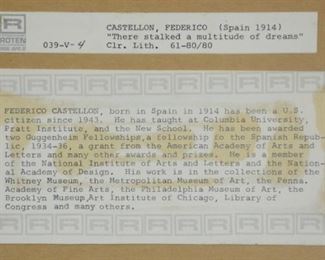 CASTELLON, FEDERICO (Spain 1914)
"There stalked a multitude of dreams"
039-V-4 Clr. Lith. 61-80/80
ROTEN
FEDERICO CASTELLON, born in Spain in 1914 has been a U.S.
citizen since 1943. He has taught at Columbia University,
Pratt Institute, and the New School. He has been awarded
two Guggenheim Fellowships, a fellowship fo the Spanish Repub-
lic, 1934-36, a grant from the American Academy of Arts and
Letters and many other awards and prizes. He is a member
of the National Institute of Arts and Letters and the Nation-
al Academy of Design. His work is in the collections of the
Whitney Museum, the Metropolitan Museum of Art, the Penna.
Academy of Fine Arts, the Philadelphia Museum of Art, the
Brooklyn Museum, Art Institute of Chicago, Library of
Congress and many others.